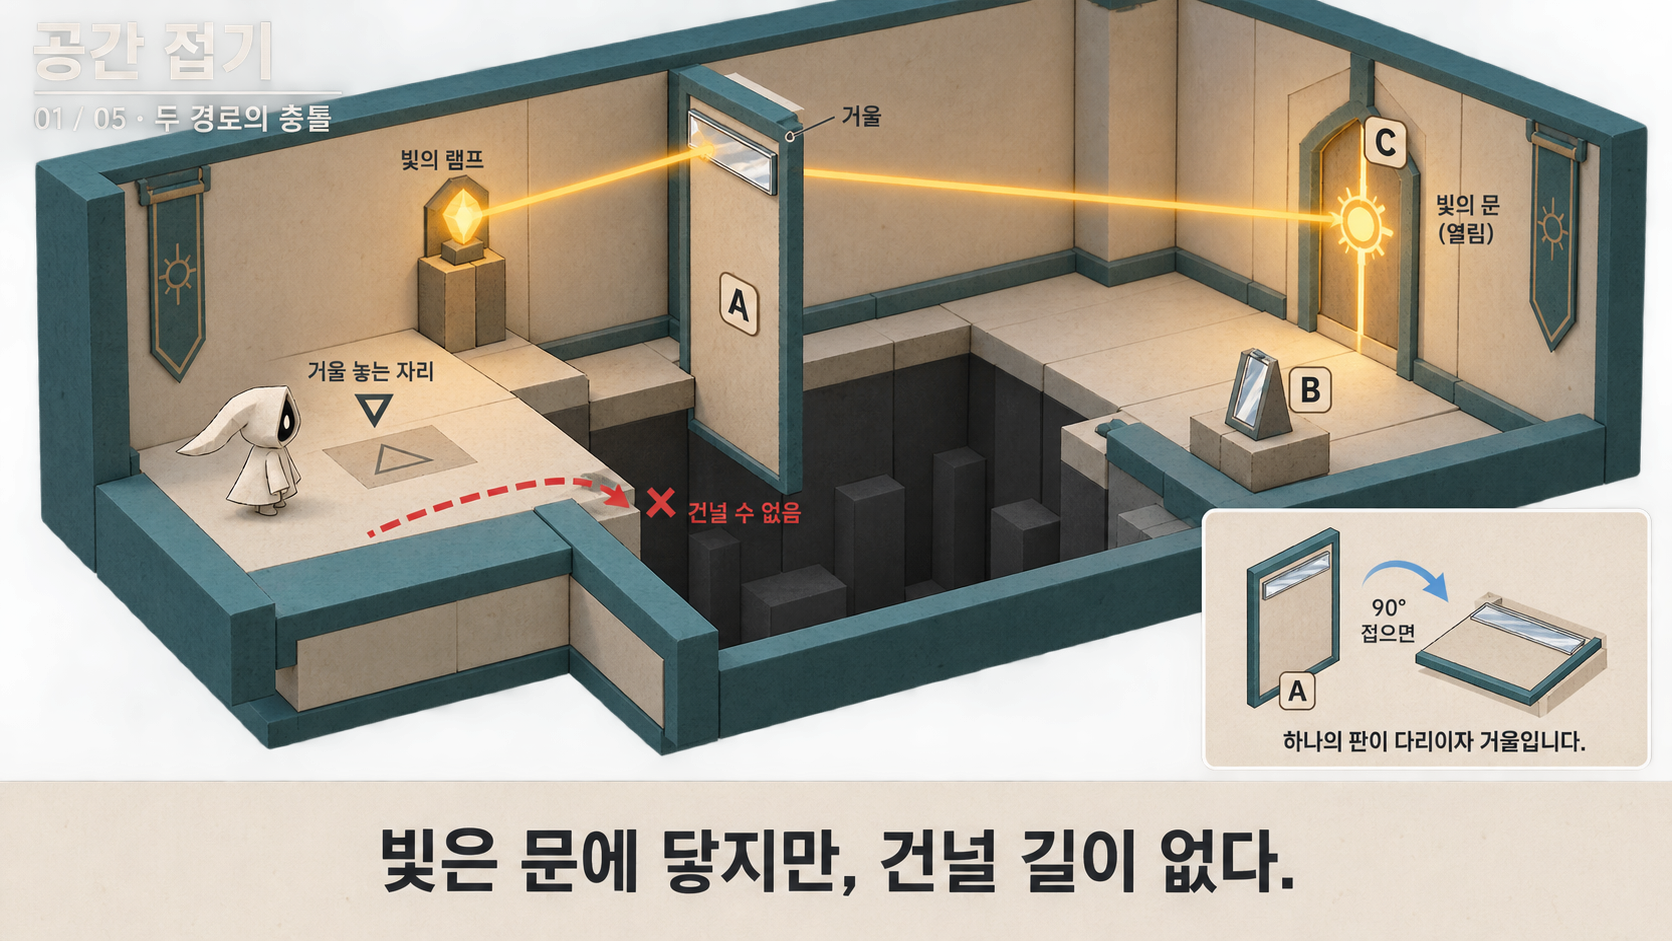 공간 접기
01 / 05 · 두 경로의 충돌
빛의 램프
거울
C
빛의 문
(열림)
A
거울 놓는 자리
B
건널 수 없음
90°
접으면
A
하나의 판이 다리이자 거울입니다.
빛은 문에 닿지만, 건널 길이 없다.